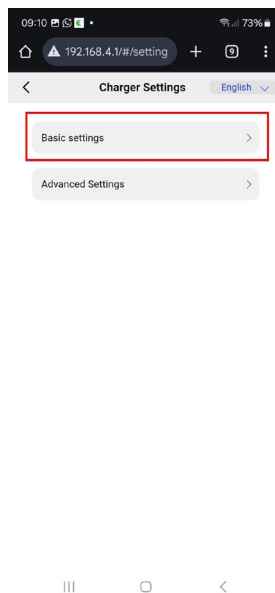 09:10 73%
192.168.4.1/#/setting 9
Charger Settings English
Basic settings
Advanced Settings